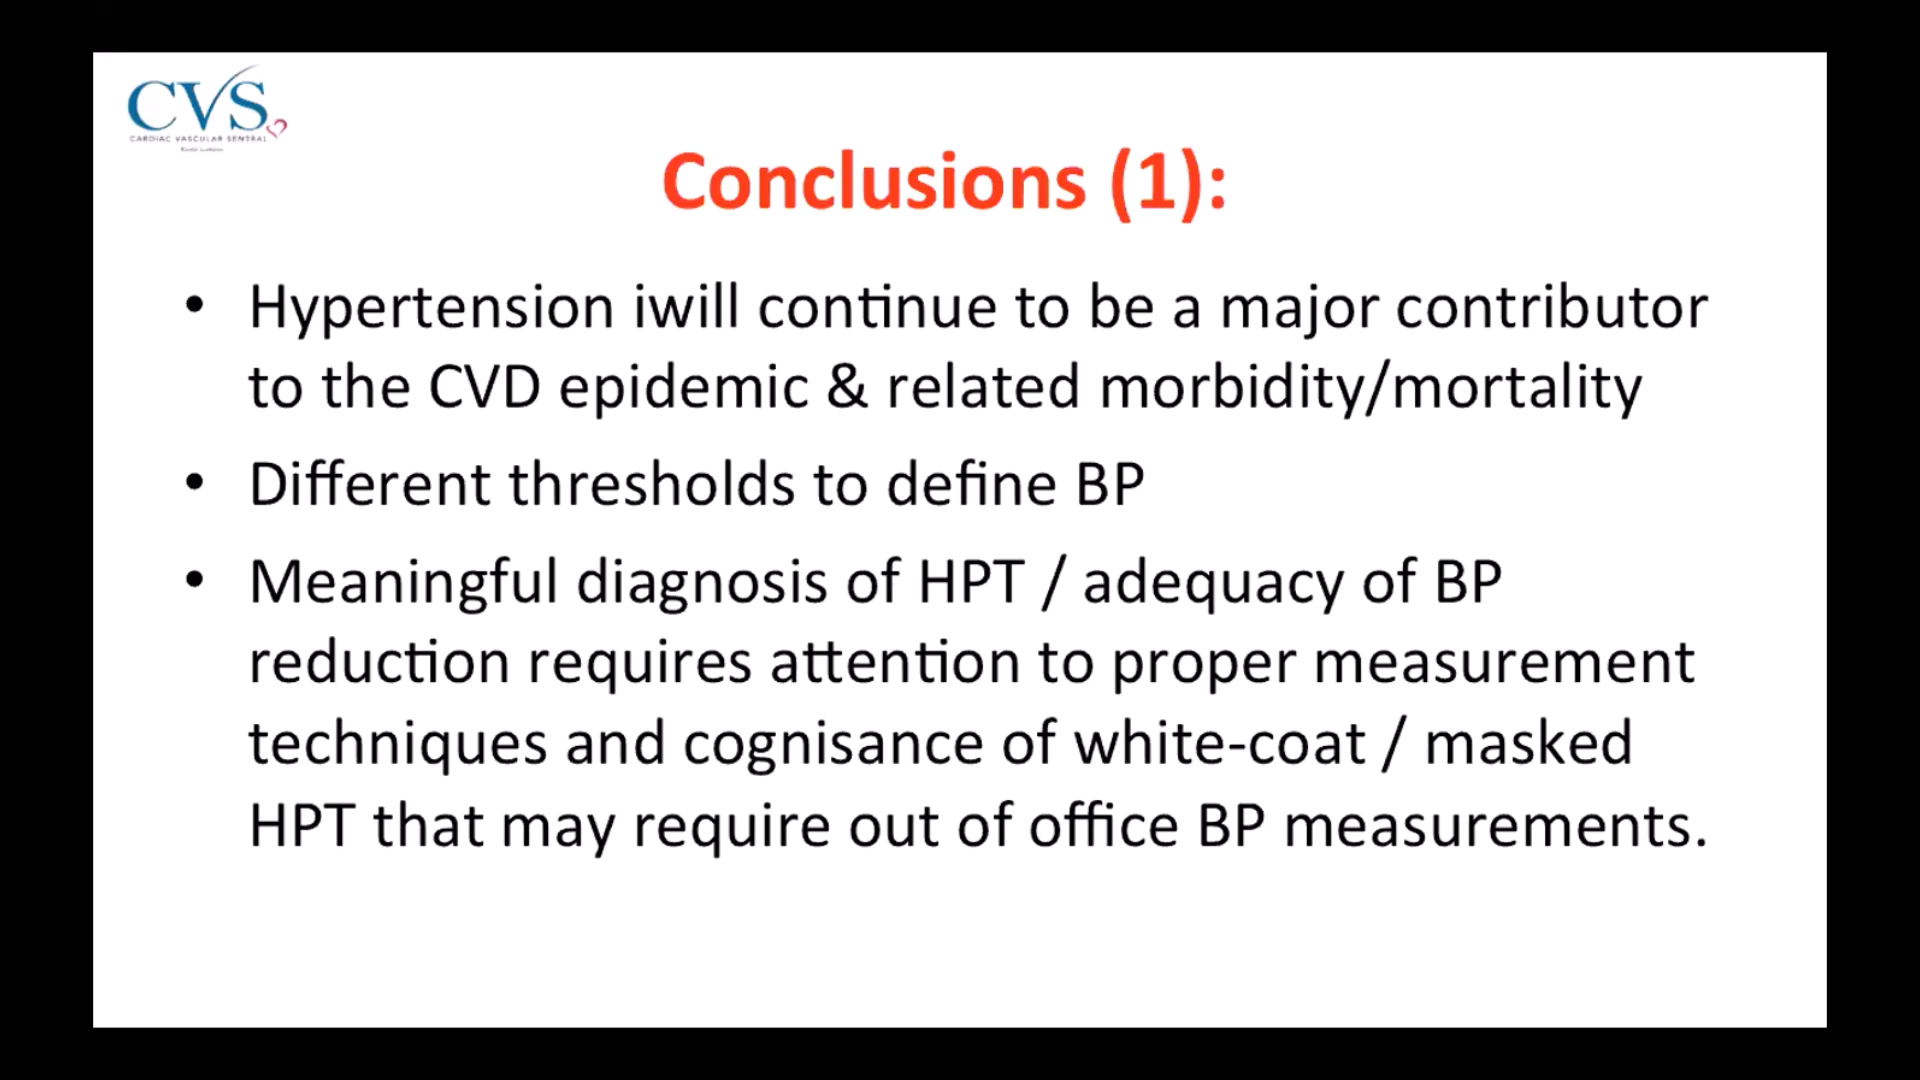 CVS
CARDIAC VASCULAR SENTRAL
Kuala Lumpur
Conclusions (1):
• Hypertension iwill continue to be a major contributor
to the CVD epidemic & related morbidity/mortality
• Different thresholds to define BP
• Meaningful diagnosis of HPT / adequacy of BP
reduction requires attention to proper measurement
techniques and cognisance of white-coat / masked
HPT that may require out of office BP measurements.